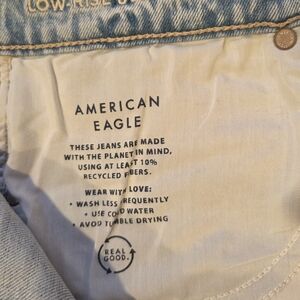 LOW-RISE
AMERICAN
EAGLE
THESE JEANS ARE MADE
WITH THE PLANET IN MIND,
USING AT LEAST 10%
RECYCLED FIBERS.
WEAR WITH LOVE:
• WASH LESS FREQUENTLY
• USE COLD WATER
• AVOID TUMBLE DRYING
REAL
GOOD.